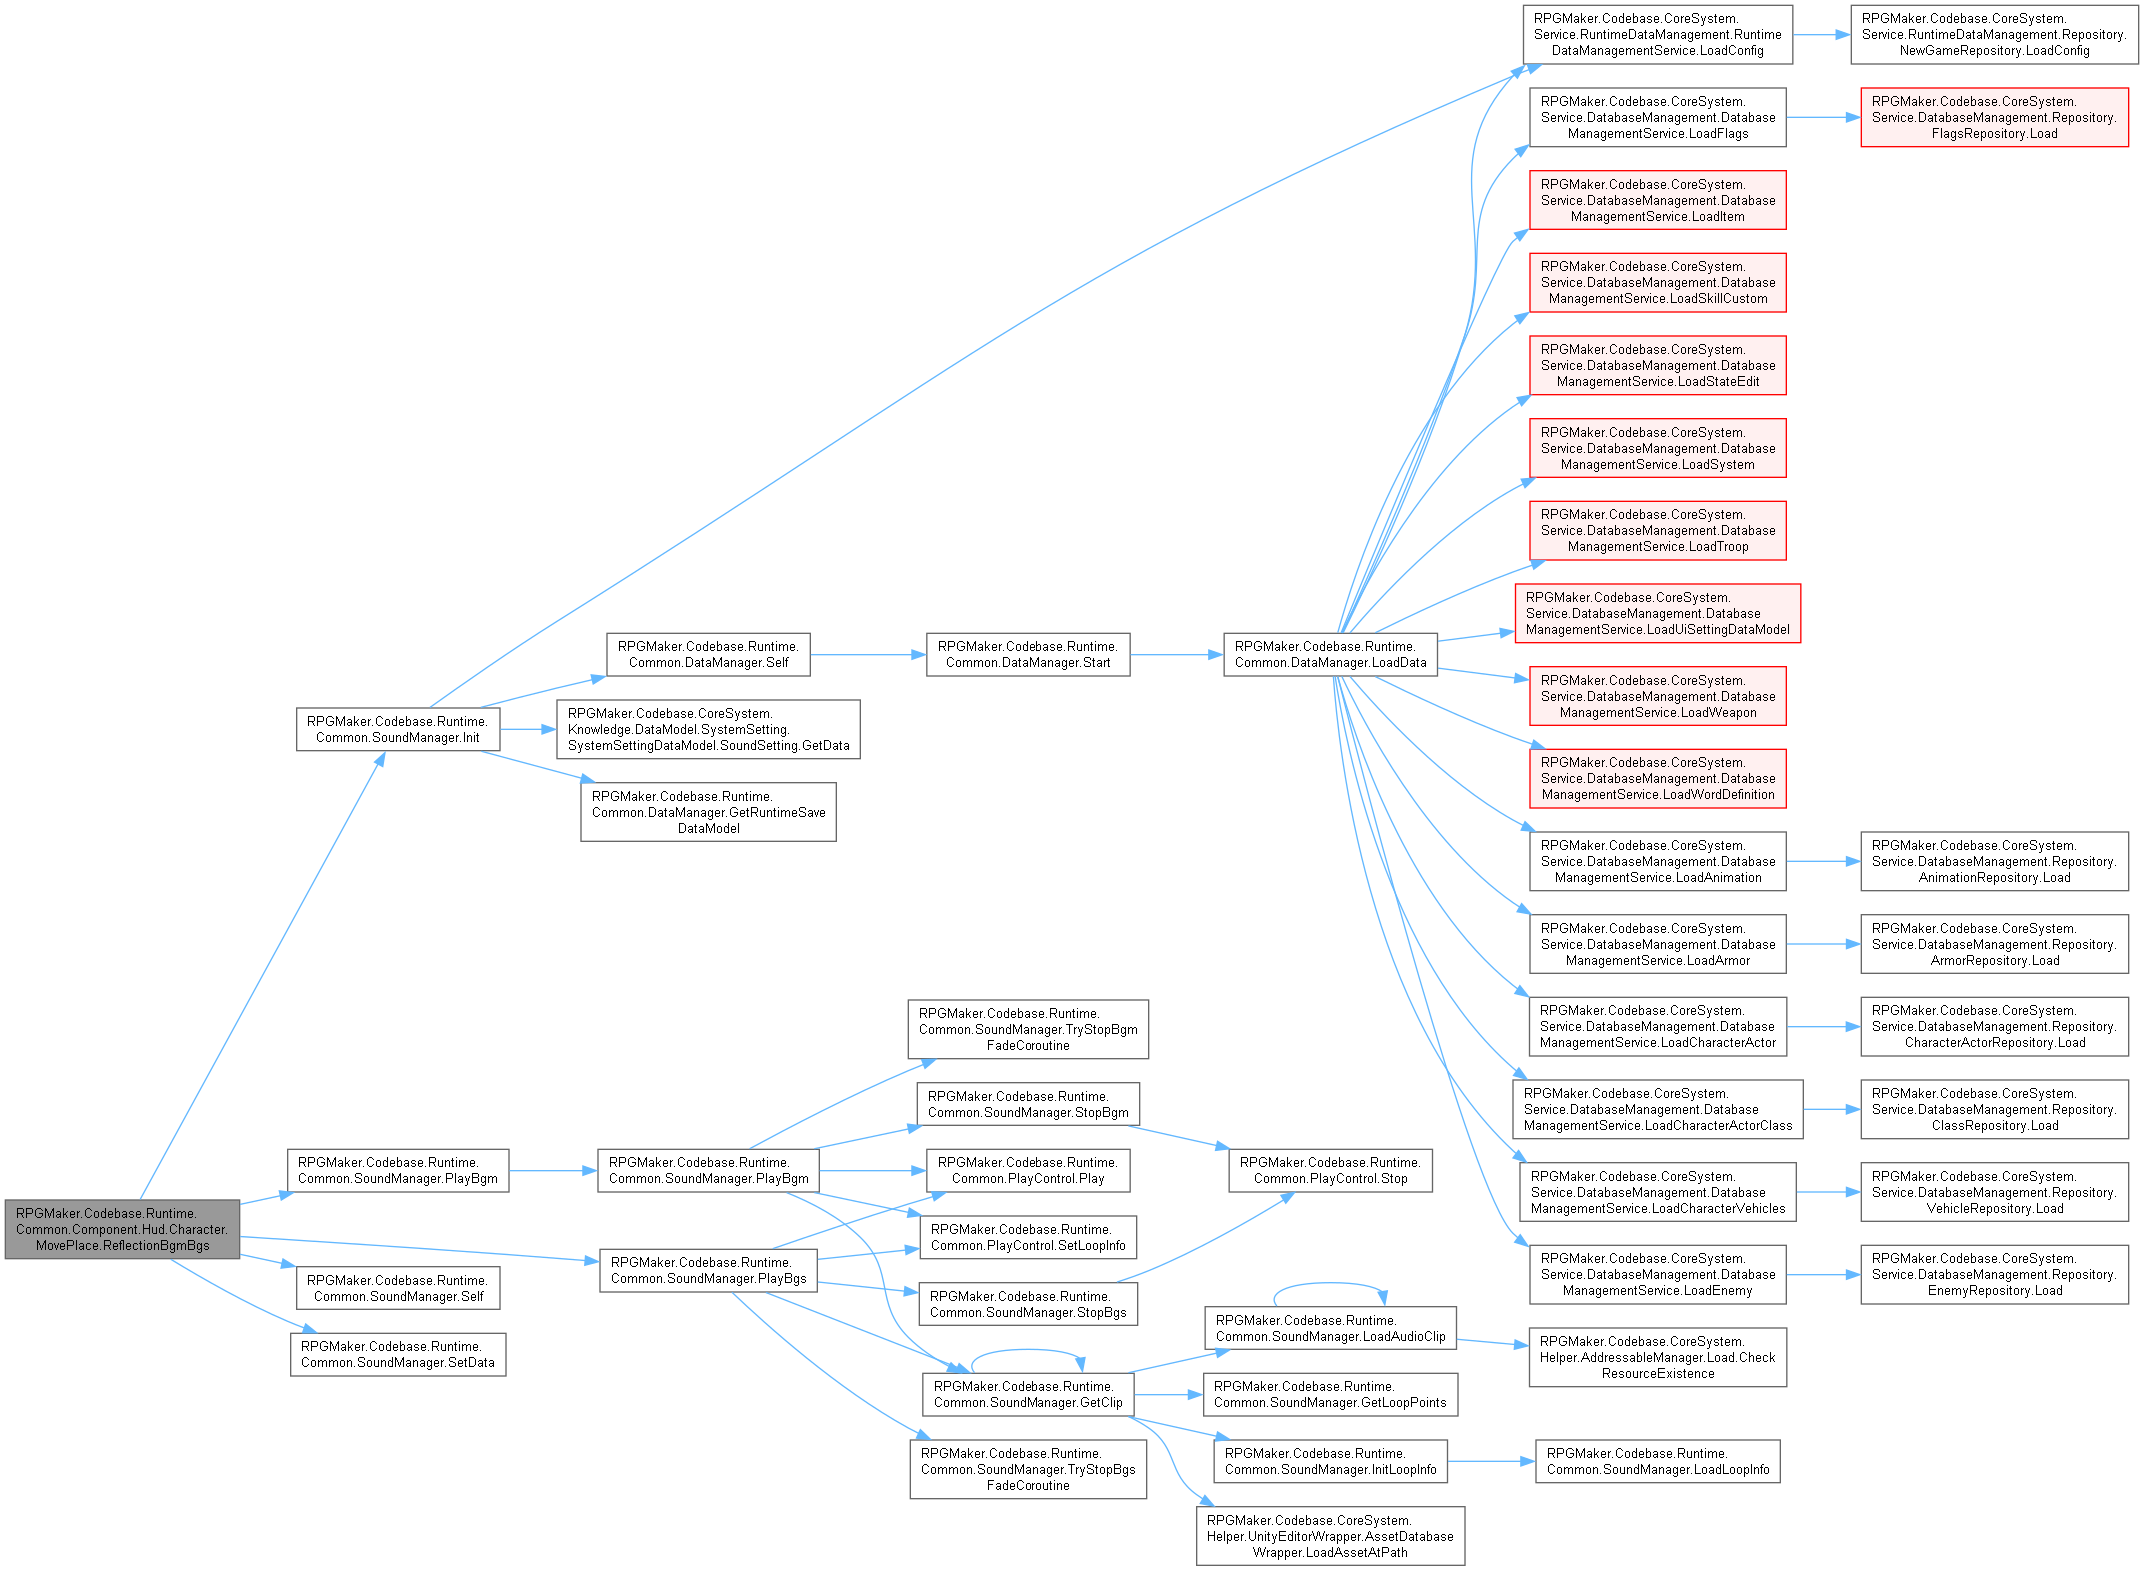 RPGMaker.Codebase.Runtime.
Common.Component.Hud.Character.
MovePlace.ReflectionBgmBgs
RPGMaker.Codebase.Runtime.
Common.SoundManager.Init
RPGMaker.Codebase.Runtime.
Common.SoundManager.PlayBgm
RPGMaker.Codebase.Runtime.
Common.SoundManager.Self
RPGMaker.Codebase.Runtime.
Common.SoundManager.SetData
RPGMaker.Codebase.Runtime.
Common.DataManager.Self
RPGMaker.Codebase.CoreSystem.
Knowledge.DataModel.SystemSetting.
SystemSettingDataModel.SoundSetting.GetData
RPGMaker.Codebase.Runtime.
Common.DataManager.GetRuntimeSave
DataModel
RPGMaker.Codebase.Runtime.
Common.SoundManager.PlayBgm
RPGMaker.Codebase.Runtime.
Common.SoundManager.PlayBgs
RPGMaker.Codebase.Runtime.
Common.DataManager.Start
RPGMaker.Codebase.Runtime.
Common.SoundManager.TryStopBgm
FadeCoroutine
RPGMaker.Codebase.Runtime.
Common.SoundManager.StopBgm
RPGMaker.Codebase.Runtime.
Common.PlayControl.Play
RPGMaker.Codebase.Runtime.
Common.PlayControl.SetLoopInfo
RPGMaker.Codebase.Runtime.
Common.SoundManager.StopBgs
RPGMaker.Codebase.Runtime.
Common.SoundManager.GetClip
RPGMaker.Codebase.Runtime.
Common.SoundManager.TryStopBgs
FadeCoroutine
RPGMaker.Codebase.Runtime.
Common.DataManager.LoadData
RPGMaker.Codebase.Runtime.
Common.PlayControl.Stop
RPGMaker.Codebase.Runtime.
Common.SoundManager.LoadAudioClip
RPGMaker.Codebase.Runtime.
Common.SoundManager.GetLoopPoints
RPGMaker.Codebase.Runtime.
Common.SoundManager.InitLoopInfo
RPGMaker.Codebase.CoreSystem.
Helper.UnityEditorWrapper.AssetDatabase
Wrapper.LoadAssetAtPath
RPGMaker.Codebase.CoreSystem.
Service.RuntimeDataManagement.Runtime
DataManagementService.LoadConfig
RPGMaker.Codebase.CoreSystem.
Service.DatabaseManagement.Database
ManagementService.LoadFlags
RPGMaker.Codebase.CoreSystem.
Service.DatabaseManagement.Database
ManagementService.LoadItem
RPGMaker.Codebase.CoreSystem.
Service.DatabaseManagement.Database
ManagementService.LoadSkillCustom
RPGMaker.Codebase.CoreSystem.
Service.DatabaseManagement.Database
ManagementService.LoadStateEdit
RPGMaker.Codebase.CoreSystem.
Service.DatabaseManagement.Database
ManagementService.LoadSystem
RPGMaker.Codebase.CoreSystem.
Service.DatabaseManagement.Database
ManagementService.LoadTroop
RPGMaker.Codebase.CoreSystem.
Service.DatabaseManagement.Database
ManagementService.LoadUiSettingDataModel
RPGMaker.Codebase.CoreSystem.
Service.DatabaseManagement.Database
ManagementService.LoadWeapon
RPGMaker.Codebase.CoreSystem.
Service.DatabaseManagement.Database
ManagementService.LoadWordDefinition
RPGMaker.Codebase.CoreSystem.
Service.DatabaseManagement.Database
ManagementService.LoadAnimation
RPGMaker.Codebase.CoreSystem.
Service.DatabaseManagement.Database
ManagementService.LoadArmor
RPGMaker.Codebase.CoreSystem.
Service.DatabaseManagement.Database
ManagementService.LoadCharacterActor
RPGMaker.Codebase.CoreSystem.
Service.DatabaseManagement.Database
ManagementService.LoadCharacterActorClass
RPGMaker.Codebase.CoreSystem.
Service.DatabaseManagement.Database
ManagementService.LoadCharacterVehicles
RPGMaker.Codebase.CoreSystem.
Service.DatabaseManagement.Database
ManagementService.LoadEnemy
RPGMaker.Codebase.CoreSystem.
Helper.AddressableManager.Load.Check
ResourceExistence
RPGMaker.Codebase.Runtime.
Common.SoundManager.LoadLoopInfo
RPGMaker.Codebase.CoreSystem.
Service.RuntimeDataManagement.Repository.
NewGameRepository.LoadConfig
RPGMaker.Codebase.CoreSystem.
Service.DatabaseManagement.Repository.
FlagsRepository.Load
RPGMaker.Codebase.CoreSystem.
Service.DatabaseManagement.Repository.
AnimationRepository.Load
RPGMaker.Codebase.CoreSystem.
Service.DatabaseManagement.Repository.
ArmorRepository.Load
RPGMaker.Codebase.CoreSystem.
Service.DatabaseManagement.Repository.
CharacterActorRepository.Load
RPGMaker.Codebase.CoreSystem.
Service.DatabaseManagement.Repository.
ClassRepository.Load
RPGMaker.Codebase.CoreSystem.
Service.DatabaseManagement.Repository.
VehicleRepository.Load
RPGMaker.Codebase.CoreSystem.
Service.DatabaseManagement.Repository.
EnemyRepository.Load